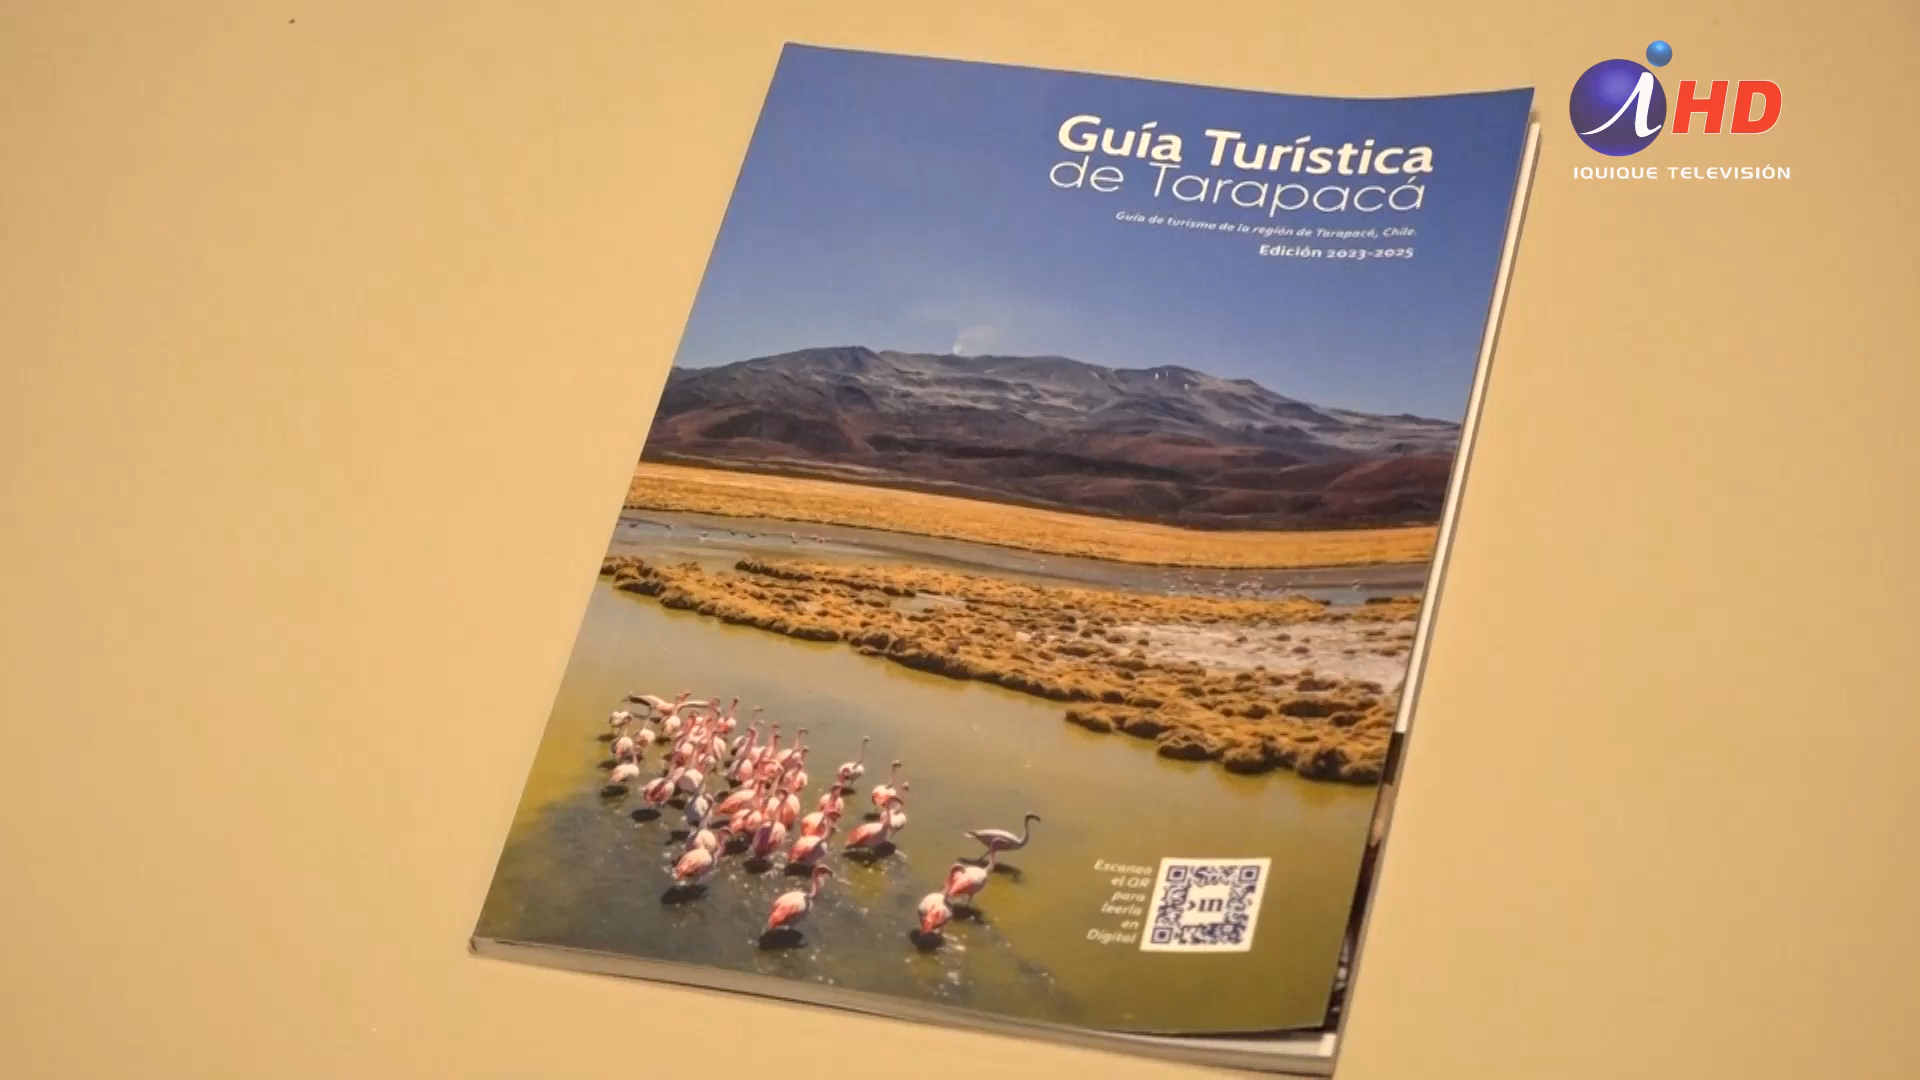 Guía Turística
de Tarapacá
Guía de turismo de la región de Tarapacá, Chile.
Edición 2023-2025
Escanea
el QR
para
leerla
en
Digital
›ın
HD
IQUIQUE TELEVISIÓN